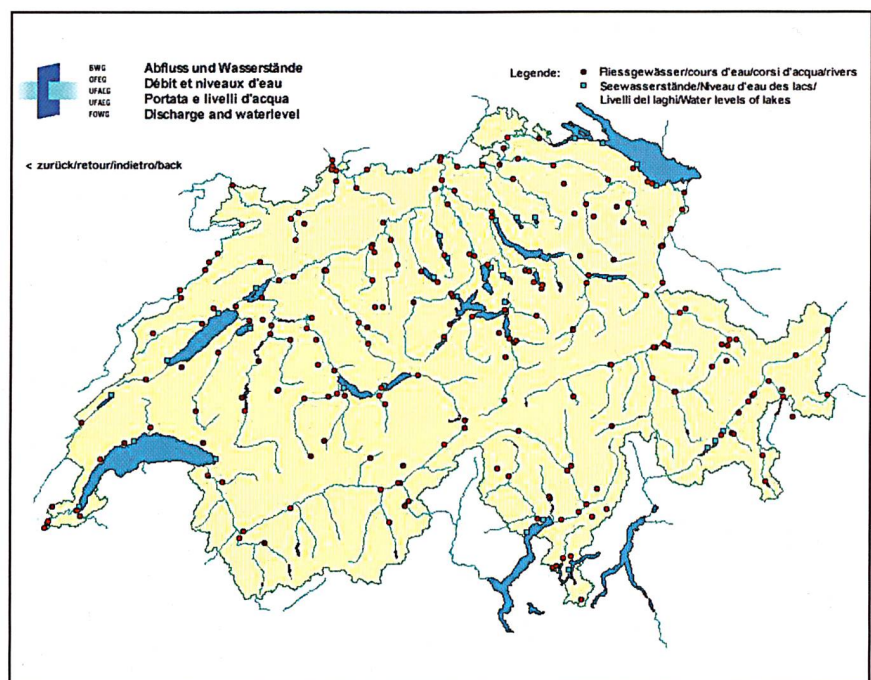 BWG
OFEG
UFAEG
UFAEG
FOWG
Abfluss und Wasserstände
Débit et niveaux d'eau
Portata e livelli d'acqua
Discharge and waterlevel
Legende:
Fliessgewässer/cours d'eau/corsi d'acqua/rivers
Seewasserstände/Niveau d'eau des lacs/
Livelli dei laghi/Water levels of lakes
< zurück/retour/indietro/back